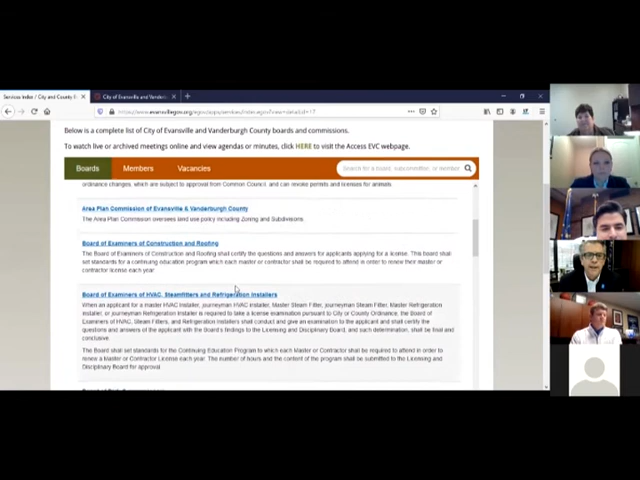 Services Index / City and County B
City of Evansville and Vanderbu
Below is a complete list of City of Evansville and Vanderburgh County boards and commissions.
To watch live or archived meetings online and view agendas or minutes, click HERE to visit the Access EVC webpage.
Boards
Members
Vacancies
Search for a board, subcommittee, or member
ordinance changes, which are subject to approval from Common Council, and can revoke permits and licenses for animals.
Area Plan Commission of Evansville & Vanderburgh County
The Area Plan Commission oversees land use policy including Zoning and Subdivisions.
Board of Examiners of Construction and Roofing
The Board of Examiners of Construction and Roofing shall certify the questions and answers for applicants applying for a license. This board shall
set standards for a continuing education program which each master or contractor shall be required to attend in order to renew their master or
contractor license each year.
Board of Examiners of HVAC, Steamfitters and Refrigeration Installers
When an applicant for a master HVAC Installer, journeyman HVAC installer, Master Steam Fitter, journeyman Steam Fitter, Master Refrigeration
installer, or journeyman Refrigeration Installer is required to take a license examination pursuant to City or County Ordinance, the Board of
Examiners of HVAC, Steam Fitters, and Refrigeration Installers shall conduct and give an examination to the applicant and shall certify the
questions and answers of the applicant with the Board's findings to the Licensing and Disciplinary Board, and each determination, shall be final and
conclusive.
The Board shall set standards for the Continuing Education Program to which each Master or Contractor shall be required to attend in order to
renew a Master or Contractor License each year. The number of hours and the content of the program shall be submitted to the Licensing and
Disciplinary Board for approval